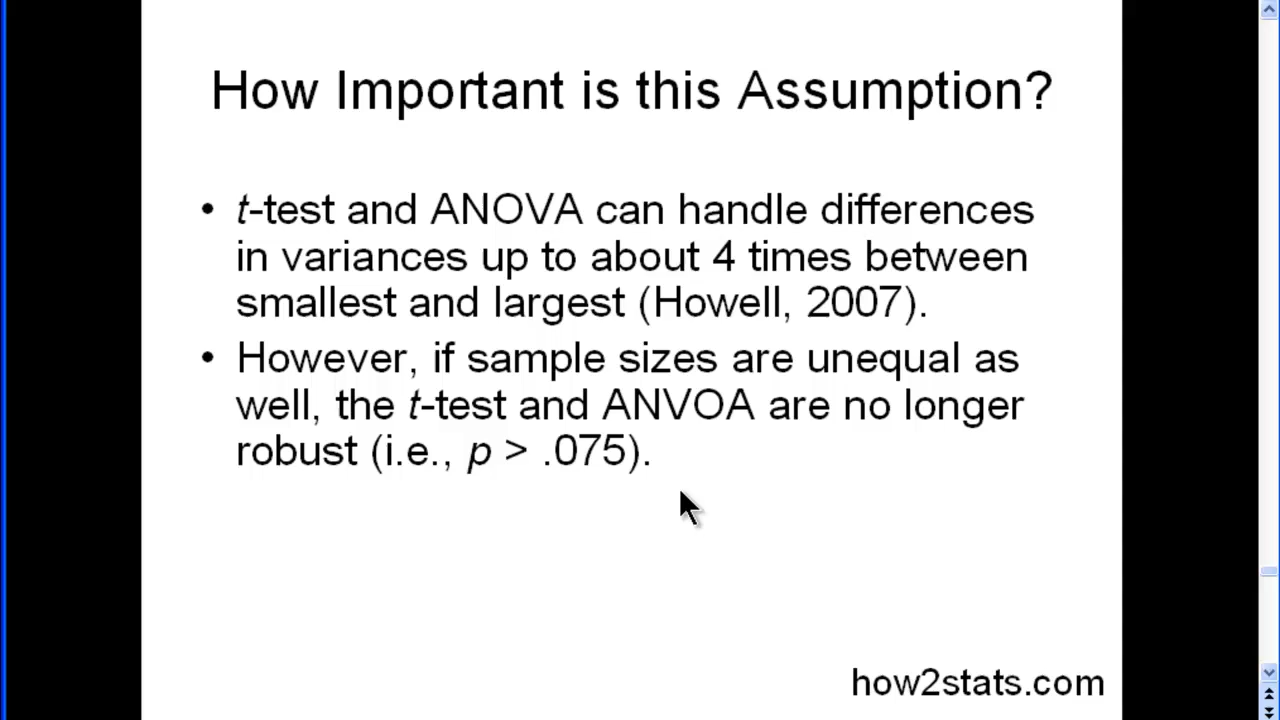 How Important is this Assumption?
• t-test and ANOVA can handle differences
in variances up to about 4 times between
smallest and largest (Howell, 2007).
• However, if sample sizes are unequal as
well, the t-test and ANVOA are no longer
robust (i.e., p > .075).
how2stats.com